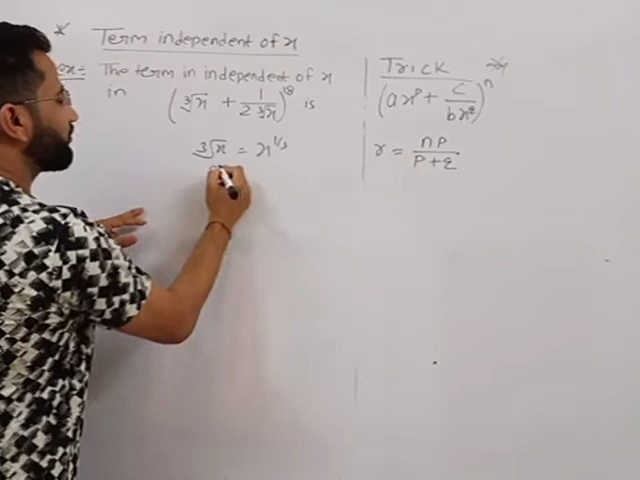 * Term independent of x
ex:- The term in independent of x
in (∛x + 1/(2∛x))^18 is
∛x = x^1/3
Trick
(ax^p + c/(bx^q))^n
r = np/(p+q)